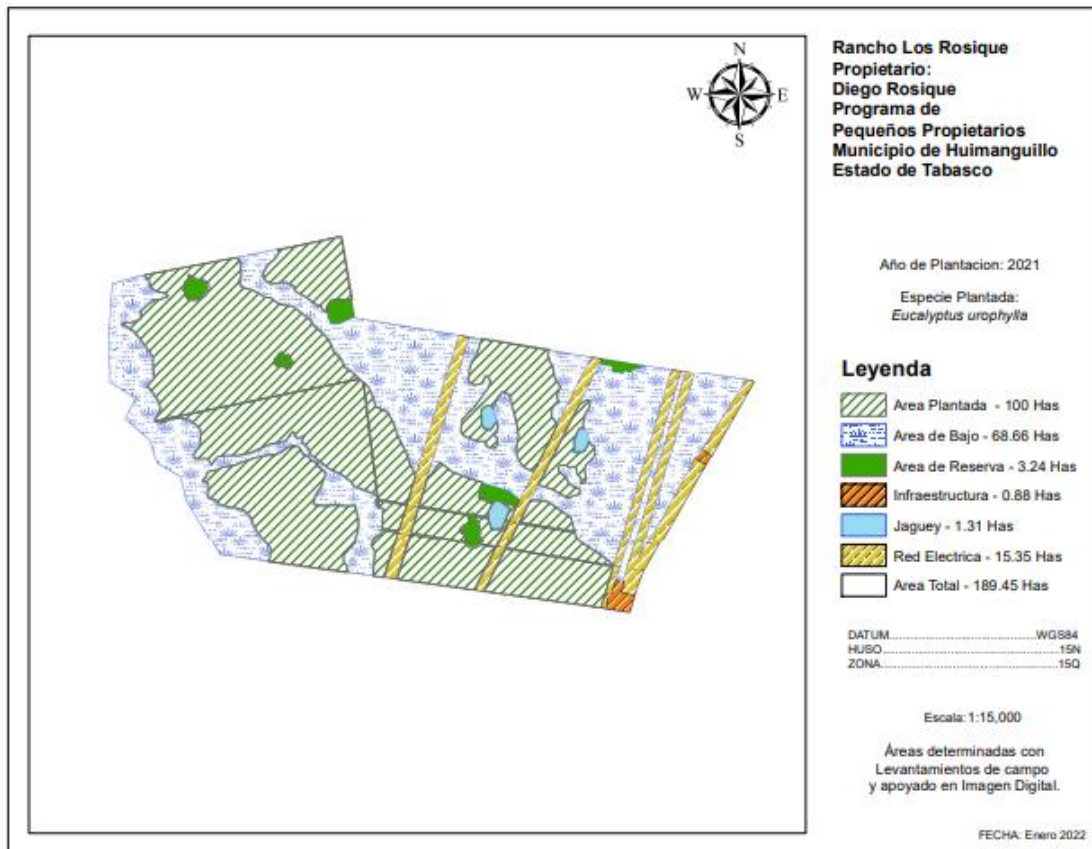 N
W
E
S
Rancho Los Rosique
Propietario:
Diego Rosique
Programa de
Pequeños Propietarios
Municipio de Huimanguillo
Estado de Tabasco
Año de Plantacion: 2021
Especie Plantada:
Eucalyptus urophylla
Leyenda
Area Plantada - 100 Has
Area de Bajo - 68.66 Has
Area de Reserva - 3.24 Has
Infraestructura - 0.88 Has
Jaguey - 1.31 Has
Red Electrica - 15.35 Has
Area Total - 189.45 Has
DATUM..........................................WGS84
HUSO................................................15N
ZONA................................................15Q
Escala: 1:15,000
Áreas determinadas con
Levantamientos de campo
y apoyado en Imagen Digital.
FECHA: Enero 2022